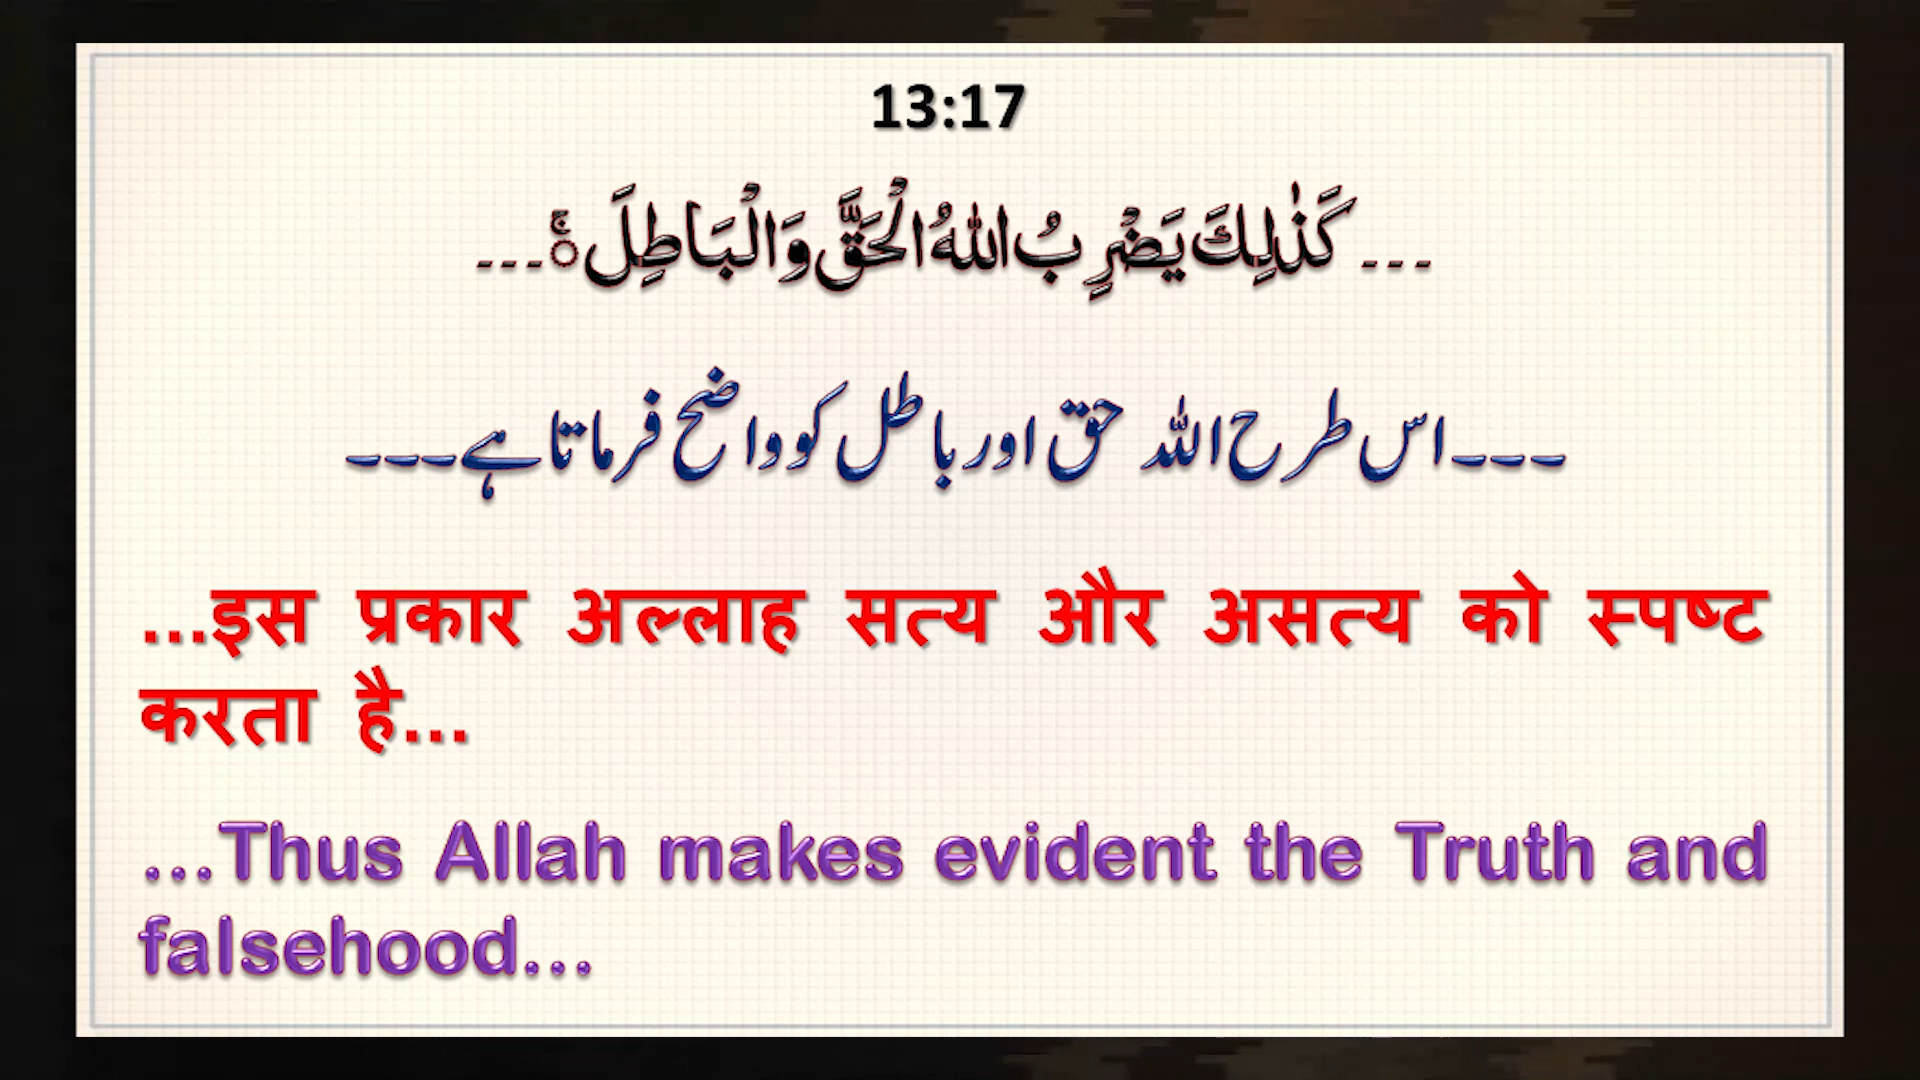 13:17
--- كَذٰلِكَ يَضْرِبُ اللّٰهُ الْحَقَّ وَالْبَاطِلَ ۬ؕ ---
۔۔۔اس طرح اللہ حق اور باطل کو واضح فرماتا ہے۔۔۔
...इस प्रकार अल्लाह सत्य और असत्य को स्पष्ट
करता है...
...Thus Allah makes evident the Truth and
falsehood...